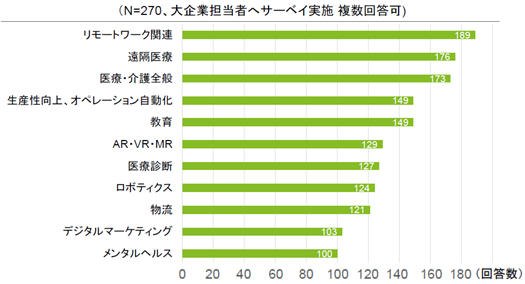 (N=270、大企業担当者へサーベイ実施 複数回答可)
リモートワーク関連 189
遠隔医療 176
医療・介護全般 173
生産性向上、オペレーション自動化 149
教育 149
AR・VR・MR 129
医療診断 127
ロボティクス 124
物流 121
デジタルマーケティング 103
メンタルヘルス 100
0 20 40 60 80 100 120 140 160 180 (回答数)